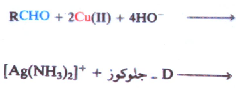 RCHO + 2Cu(II) + 4HO⁻ ⟶
[Ag(NH₃)₂]⁺ + جلوكوز - D ⟶